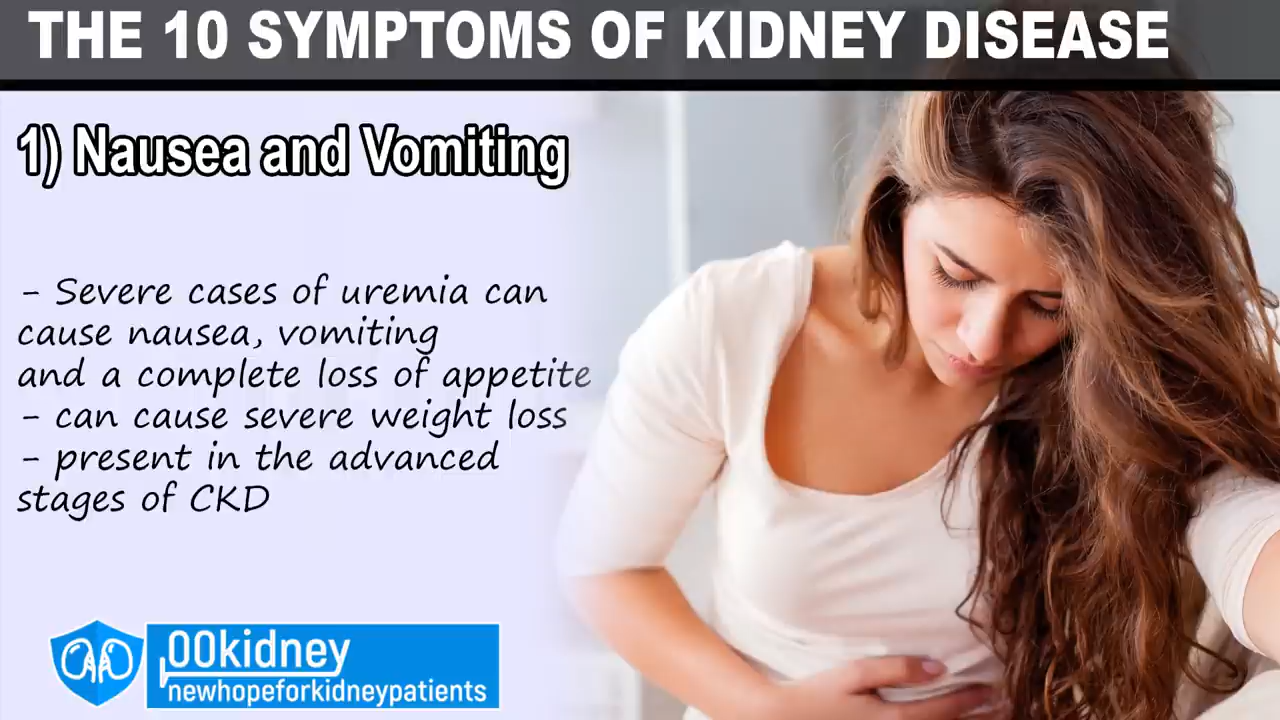 THE 10 SYMPTOMS OF KIDNEY DISEASE
1) Nausea and Vomiting
- Severe cases of uremia can
cause nausea, vomiting
and a complete loss of appetite
- can cause severe weight loss
- present in the advanced
stages of CKD
00kidney
newhopeforkidneypatients